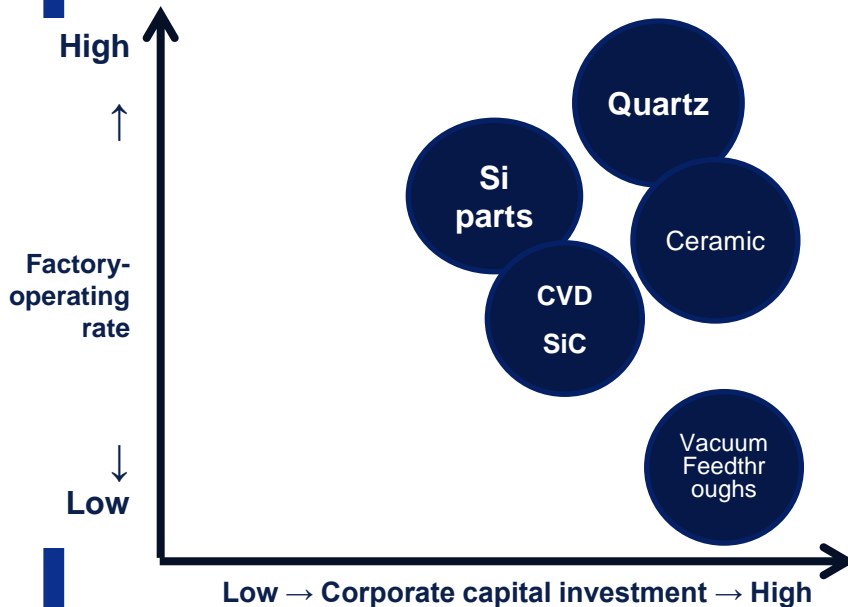 High
↑
Factory-
operating
rate
↓
Low
Quartz
Si
parts
Ceramic
CVD
SiC
Vacuum
Feedthr
oughs
Low → Corporate capital investment → High